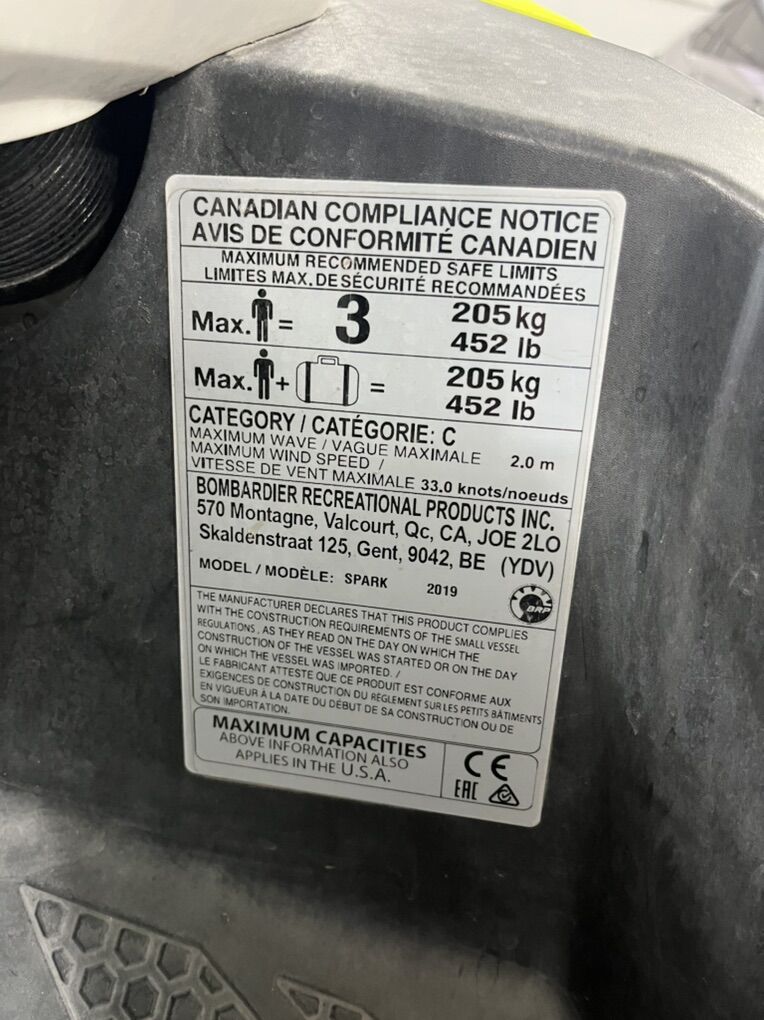 CANADIAN COMPLIANCE NOTICE
AVIS DE CONFORMITÉ CANADIEN
MAXIMUM RECOMMENDED SAFE LIMITS
LIMITES MAX. DE SÉCURITÉ RECOMMANDÉES
Max. = 3 205 kg
452 lb
Max. + = 205 kg
452 lb
CATEGORY / CATÉGORIE: C
MAXIMUM WAVE / VAGUE MAXIMALE 2.0 m
MAXIMUM WIND SPEED /
VITESSE DE VENT MAXIMALE 33.0 knots/noeuds
BOMBARDIER RECREATIONAL PRODUCTS INC.
570 Montagne, Valcourt, Qc, CA, JOE 2LO
Skaldenstraat 125, Gent, 9042, BE (YDV)
MODEL / MODÈLE: SPARK 2019
BRP
THE MANUFACTURER DECLARES THAT THIS PRODUCT COMPLIES
WITH THE CONSTRUCTION REQUIREMENTS OF THE SMALL VESSEL
REGULATIONS, AS THEY READ ON THE DAY ON WHICH THE
CONSTRUCTION OF THE VESSEL WAS STARTED OR ON THE DAY
ON WHICH THE VESSEL WAS IMPORTED. /
LE FABRICANT ATTESTE QUE CE PRODUIT EST CONFORME AUX
EXIGENCES DE CONSTRUCTION DU RÈGLEMENT SUR LES PETITS BÂTIMENTS
EN VIGUEUR À LA DATE DU DÉBUT DE SA CONSTRUCTION OU DE
SON IMPORTATION.
MAXIMUM CAPACITIES
ABOVE INFORMATION ALSO
APPLIES IN THE U.S.A.
CE
EAC